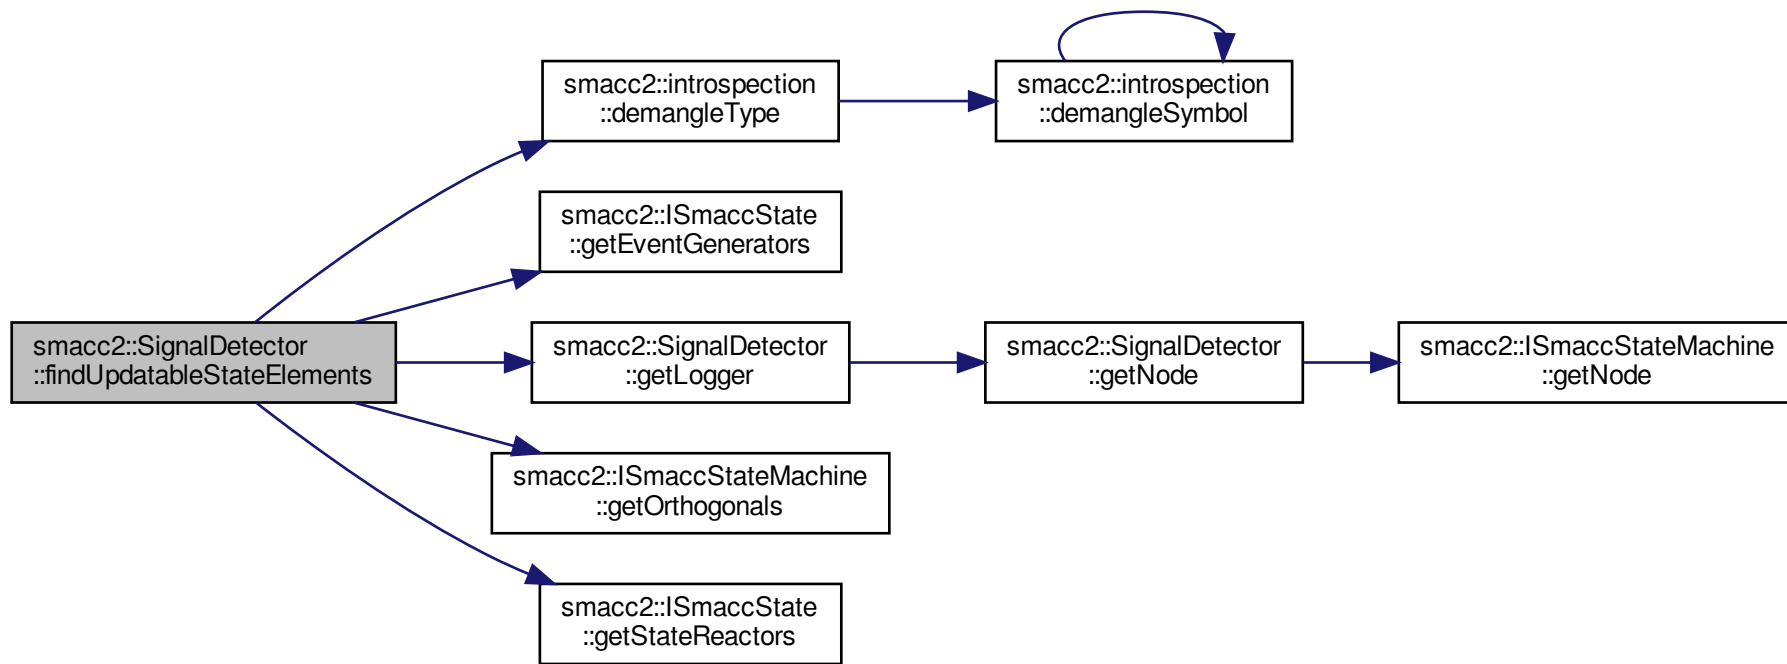 smacc2::introspection
::demangleType
smacc2::introspection
::demangleSymbol
smacc2::ISmaccState
::getEventGenerators
smacc2::SignalDetector
::findUpdatableStateElements
smacc2::SignalDetector
::getLogger
smacc2::SignalDetector
::getNode
smacc2::ISmaccStateMachine
::getNode
smacc2::ISmaccStateMachine
::getOrthogonals
smacc2::ISmaccState
::getStateReactors